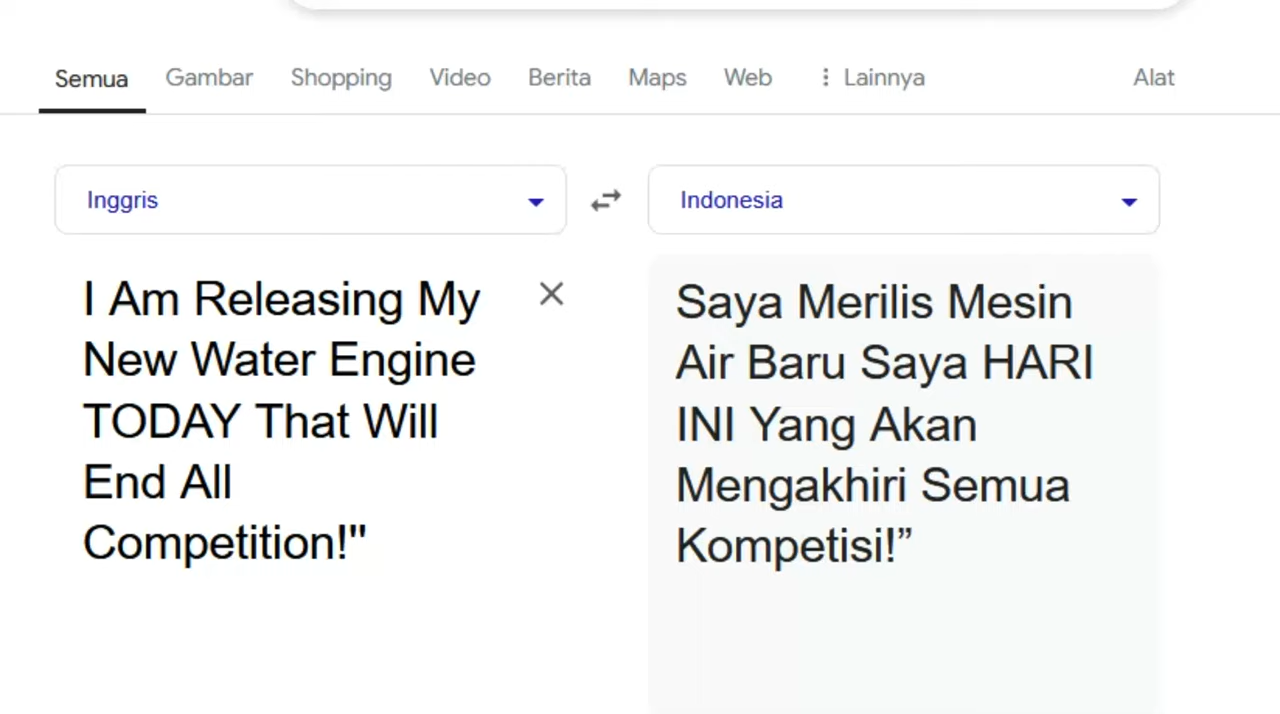 Semua Gambar Shopping Video Berita Maps Web Lainnya Alat
Inggris
Indonesia
I Am Releasing My
New Water Engine
TODAY That Will
End All
Competition!"
Saya Merilis Mesin
Air Baru Saya HARI
INI Yang Akan
Mengakhiri Semua
Kompetisi!”